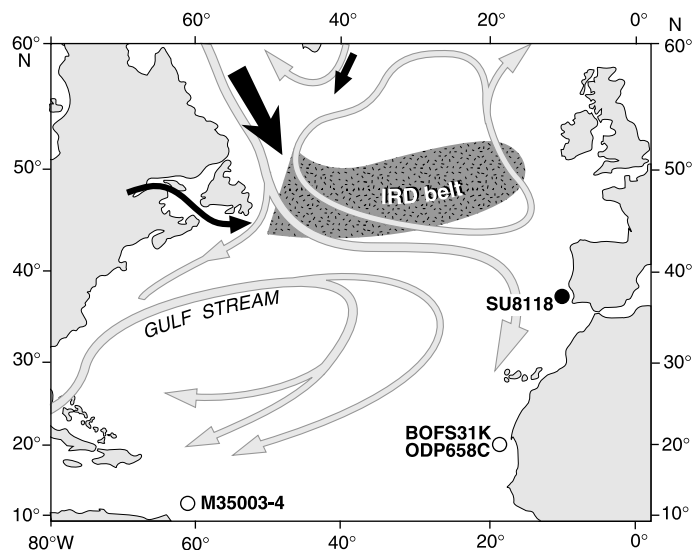 60° 40° 20° 0° N
60° 60°
N
50° 50°
IRD belt
40° 40°
SU8118
GULF STREAM
30° 30°
BOFS31K
20° ODP658C 20°
M35003-4
10° 10°
80°W 60° 40° 20° 0°